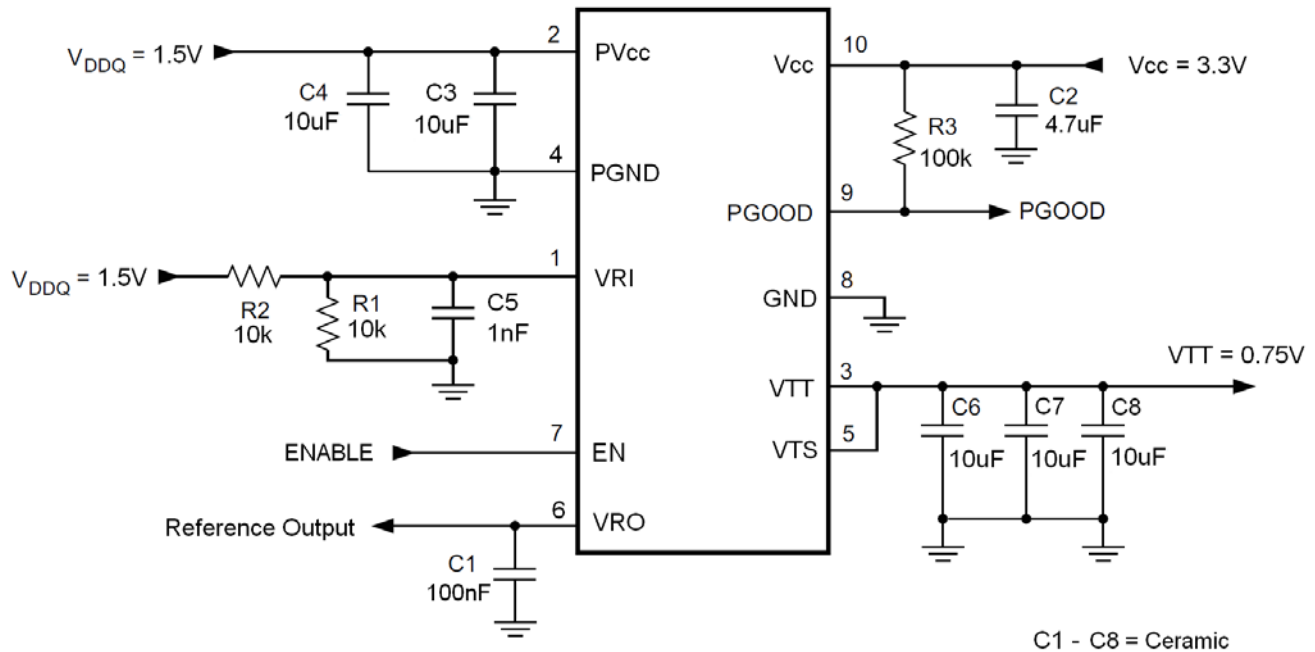 V_DDQ = 1.5V
2
PVcc
C4
10uF
C3
10uF
4
PGND
V_DDQ = 1.5V
R2
10k
R1
10k
C5
1nF
1
VRI
ENABLE
7
EN
Reference Output
6
VRO
C1
100nF
10
Vcc
Vcc = 3.3V
R3
100k
C2
4.7uF
9
PGOOD
PGOOD
8
GND
VTT = 0.75V
3
VTT
5
VTS
C6
10uF
C7
10uF
C8
10uF
C1 - C8 = Ceramic